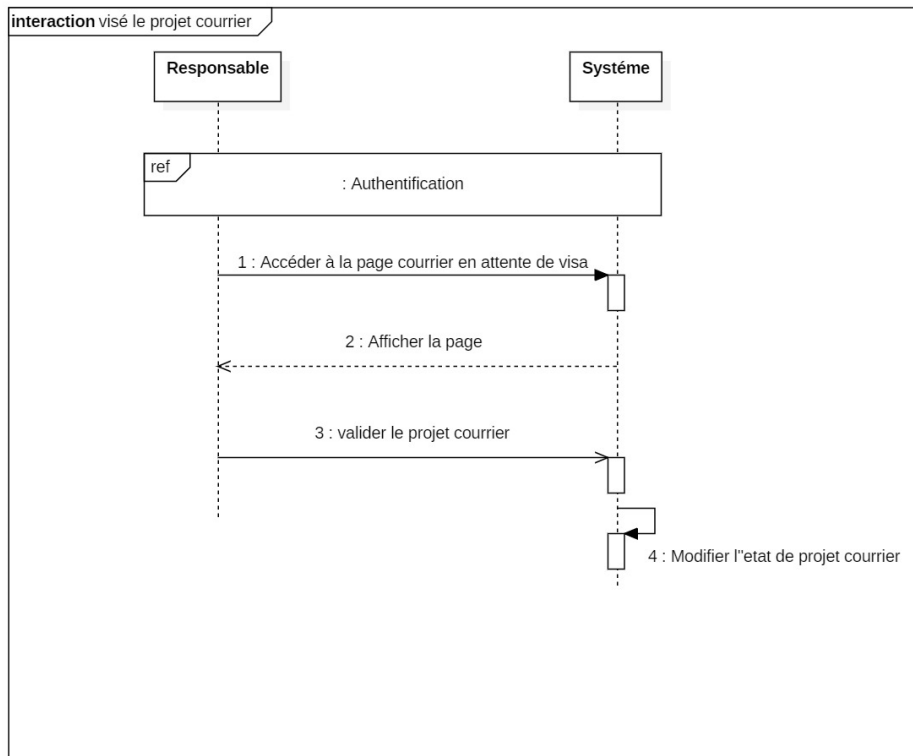 interaction visé le projet courrier
Responsable
Systéme
ref
: Authentification
1 : Accéder à la page courrier en attente de visa
2 : Afficher la page
3 : valider le projet courrier
4 : Modifier l''etat de projet courrier